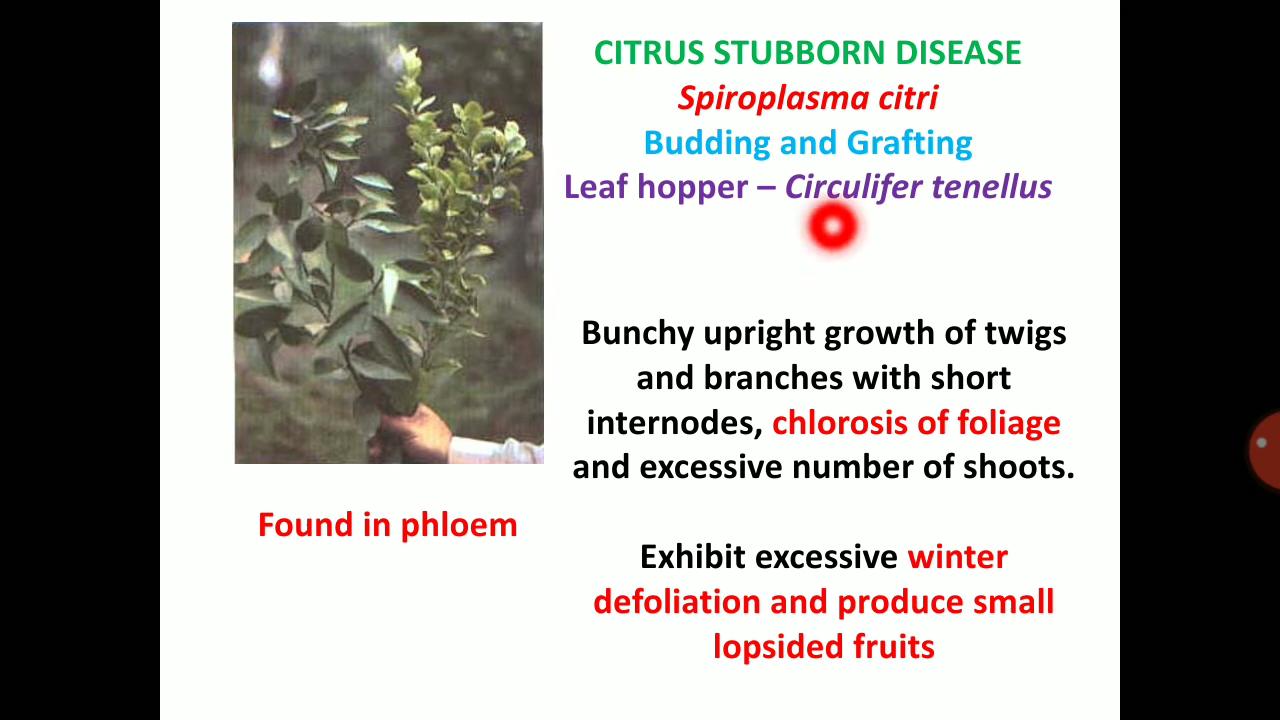 CITRUS STUBBORN DISEASE
Spiroplasma citri
Budding and Grafting
Leaf hopper – Circulifer tenellus
Bunchy upright growth of twigs
and branches with short
internodes, chlorosis of foliage
and excessive number of shoots.
Found in phloem
Exhibit excessive winter
defoliation and produce small
lopsided fruits